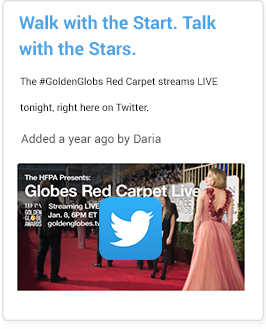 Walk with the Start. Talk
with the Stars.
The #GoldenGlobs Red Carpet streams LIVE
tonight, right here on Twitter.
Added a year ago by Daria
The HFPA Presents:
Globes Red Carpet Live
HFPA
GOLDEN
GLOBE
AWARDS
Streaming LIVE
Jan. 8, 6PM ET
goldenglobes.tw